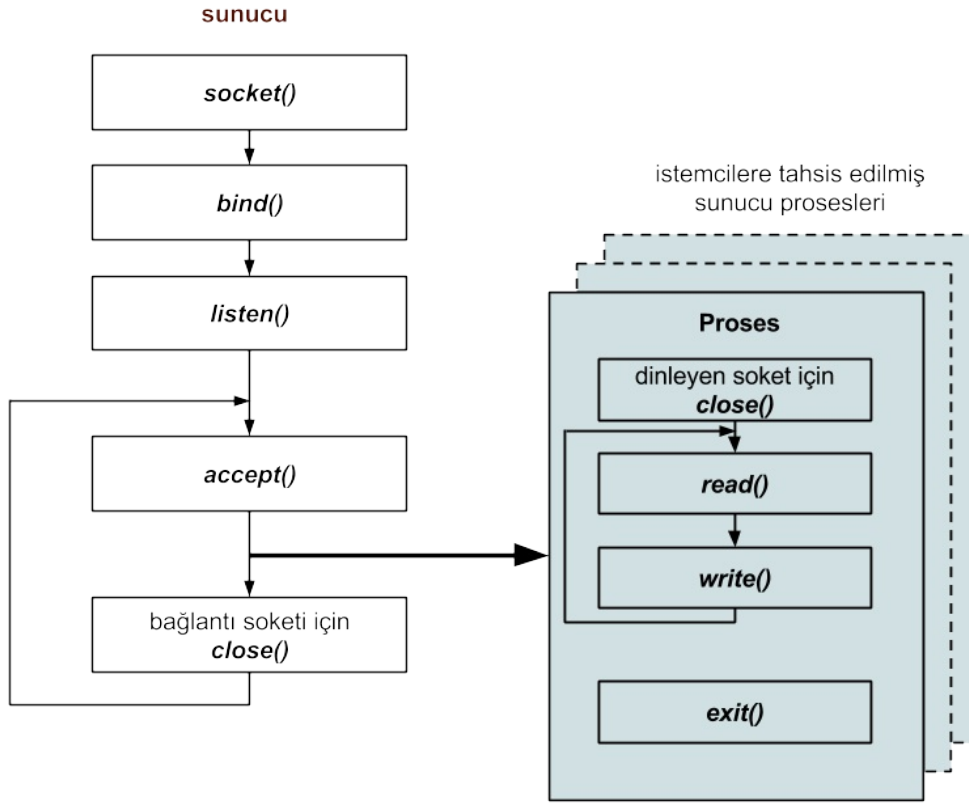 sunucu
socket()
bind()
listen()
accept()
bağlantı soketi için
close()
istemcilere tahsis edilmiş
sunucu prosesleri
Proses
dinleyen soket için
close()
read()
write()
exit()